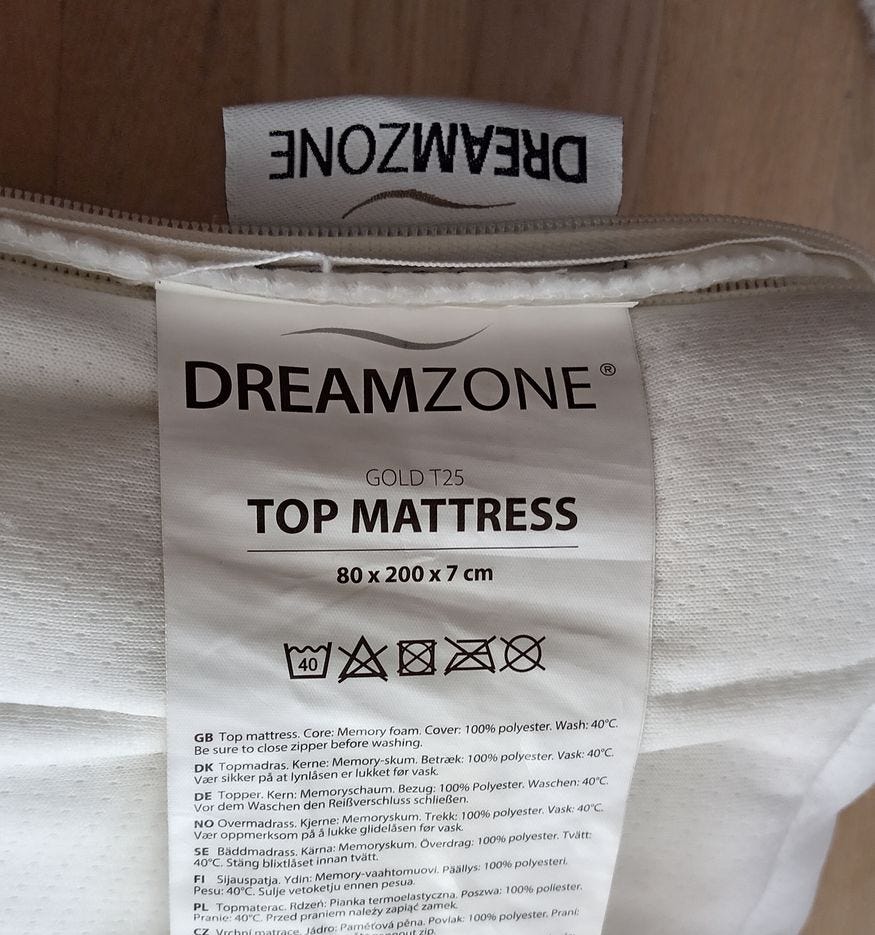 DREAMZONE
DREAMZONE®
GOLD T25
TOP MATTRESS
80 x 200 x 7 cm
40
GB Top mattress. Core: Memory foam. Cover: 100% polyester. Wash: 40°C.
Be sure to close zipper before washing.
DK Topmadras. Kerne: Memory-skum. Betræk: 100% polyester. Vask: 40°C.
Vær sikker på at lynlåsen er lukket før vask.
DE Topper. Kern: Memoryschaum. Bezug: 100% Polyester. Waschen: 40°C.
Vor dem Waschen den Reißverschluss schließen.
NO Overmadrass. Kjerne: Memoryskum. Trekk: 100% polyester. Vask: 40°C.
Vær oppmerksom på å lukke glidelåsen før vask.
SE Bäddmadrass. Kärna: Memoryskum. Överdrag: 100% polyester. Tvätt:
40°C. Stäng blixtlåset innan tvätt.
FI Sijauspatja. Ydin: Memory-vaahtomuovi. Päällys: 100% polyesteri.
Pesu: 40°C. Sulje vetoketju ennen pesua.
PL Topmaterac. Rdzeń: Pianka termoelastyczna. Poszwa: 100% poliester.
Pranie: 40°C. Przed praniem należy zapiąć zamek.
CZ Vrchní matrace. Jádro: Paměťová pěna. Povlak: 100% polyester. Praní:
zip.